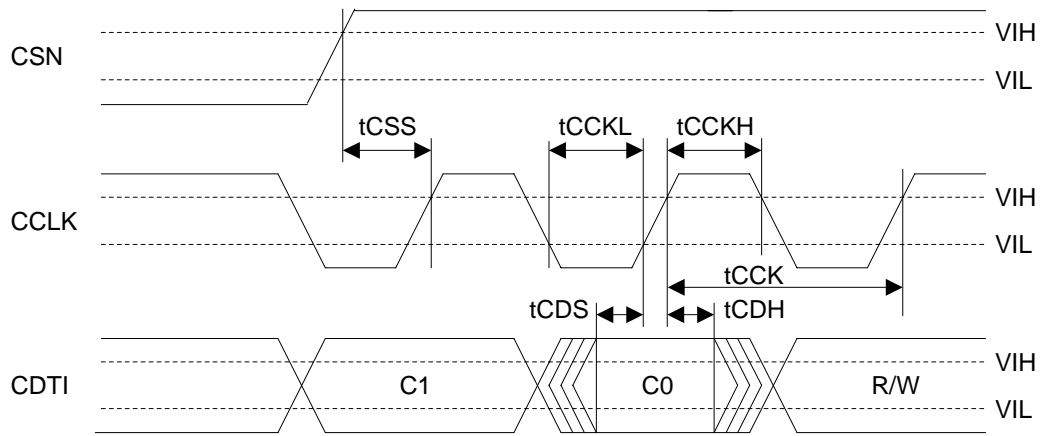 CSN
VIH
VIL
tCSS
tCCKL
tCCKH
CCLK
VIH
VIL
tCCK
tCDS
tCDH
CDTI
C1
C0
R/W
VIH
VIL